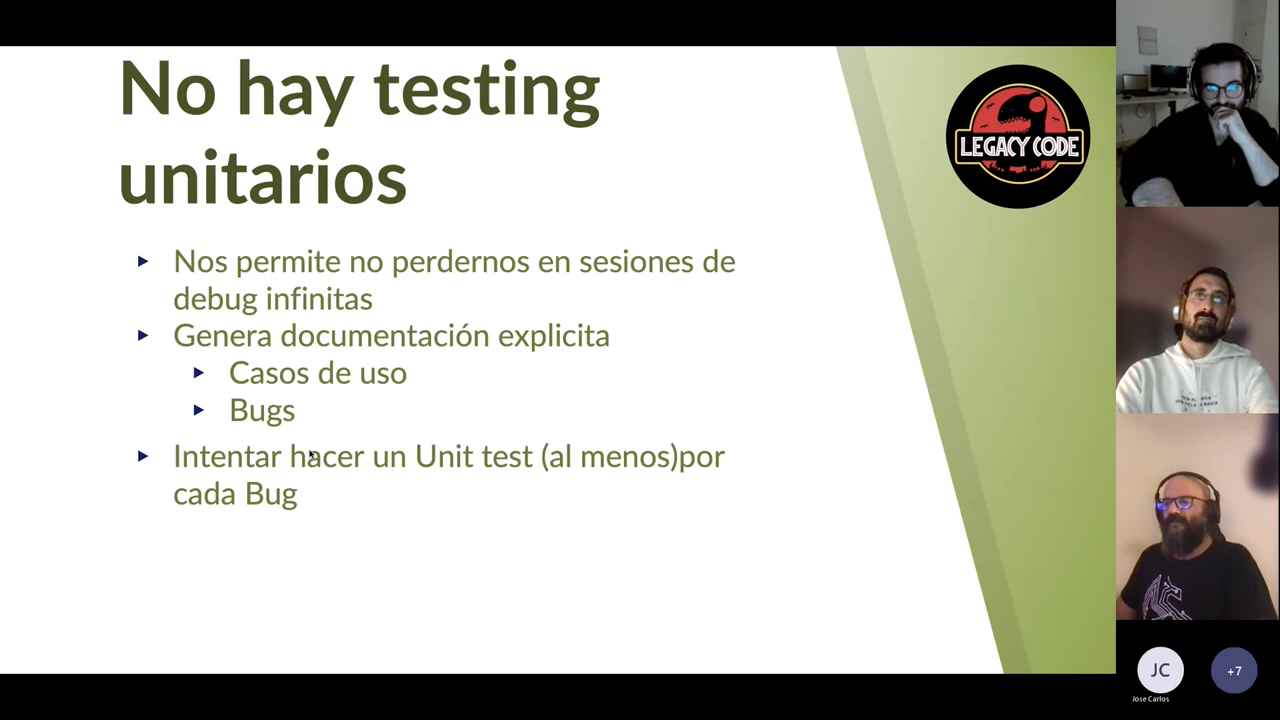 No hay testing
unitarios
LEGACY CODE
Nos permite no perdernos en sesiones de
debug infinitas
Genera documentación explicita
Casos de uso
Bugs
Intentar hacer un Unit test (al menos)por
cada Bug
JC
Jose Carlos
+7